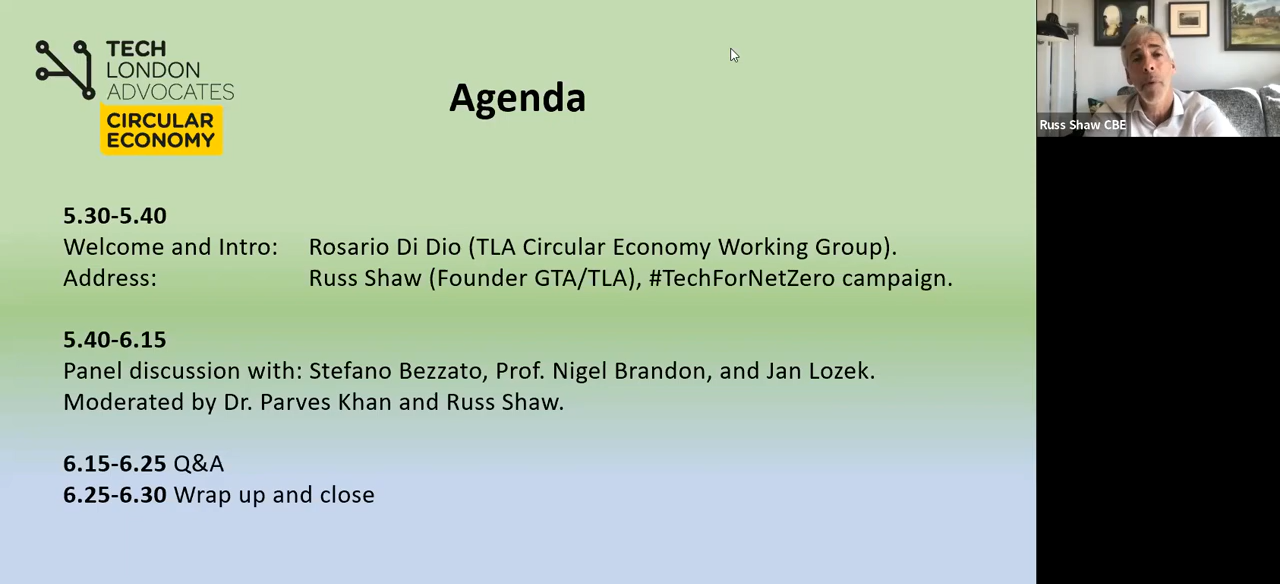 TECH
LONDON
ADVOCATES
CIRCULAR
ECONOMY
Agenda
Russ Shaw CBE
5.30-5.40
Welcome and Intro: Rosario Di Dio (TLA Circular Economy Working Group).
Address: Russ Shaw (Founder GTA/TLA), #TechForNetZero campaign.
5.40-6.15
Panel discussion with: Stefano Bezzato, Prof. Nigel Brandon, and Jan Lozek.
Moderated by Dr. Parves Khan and Russ Shaw.
6.15-6.25 Q&A
6.25-6.30 Wrap up and close